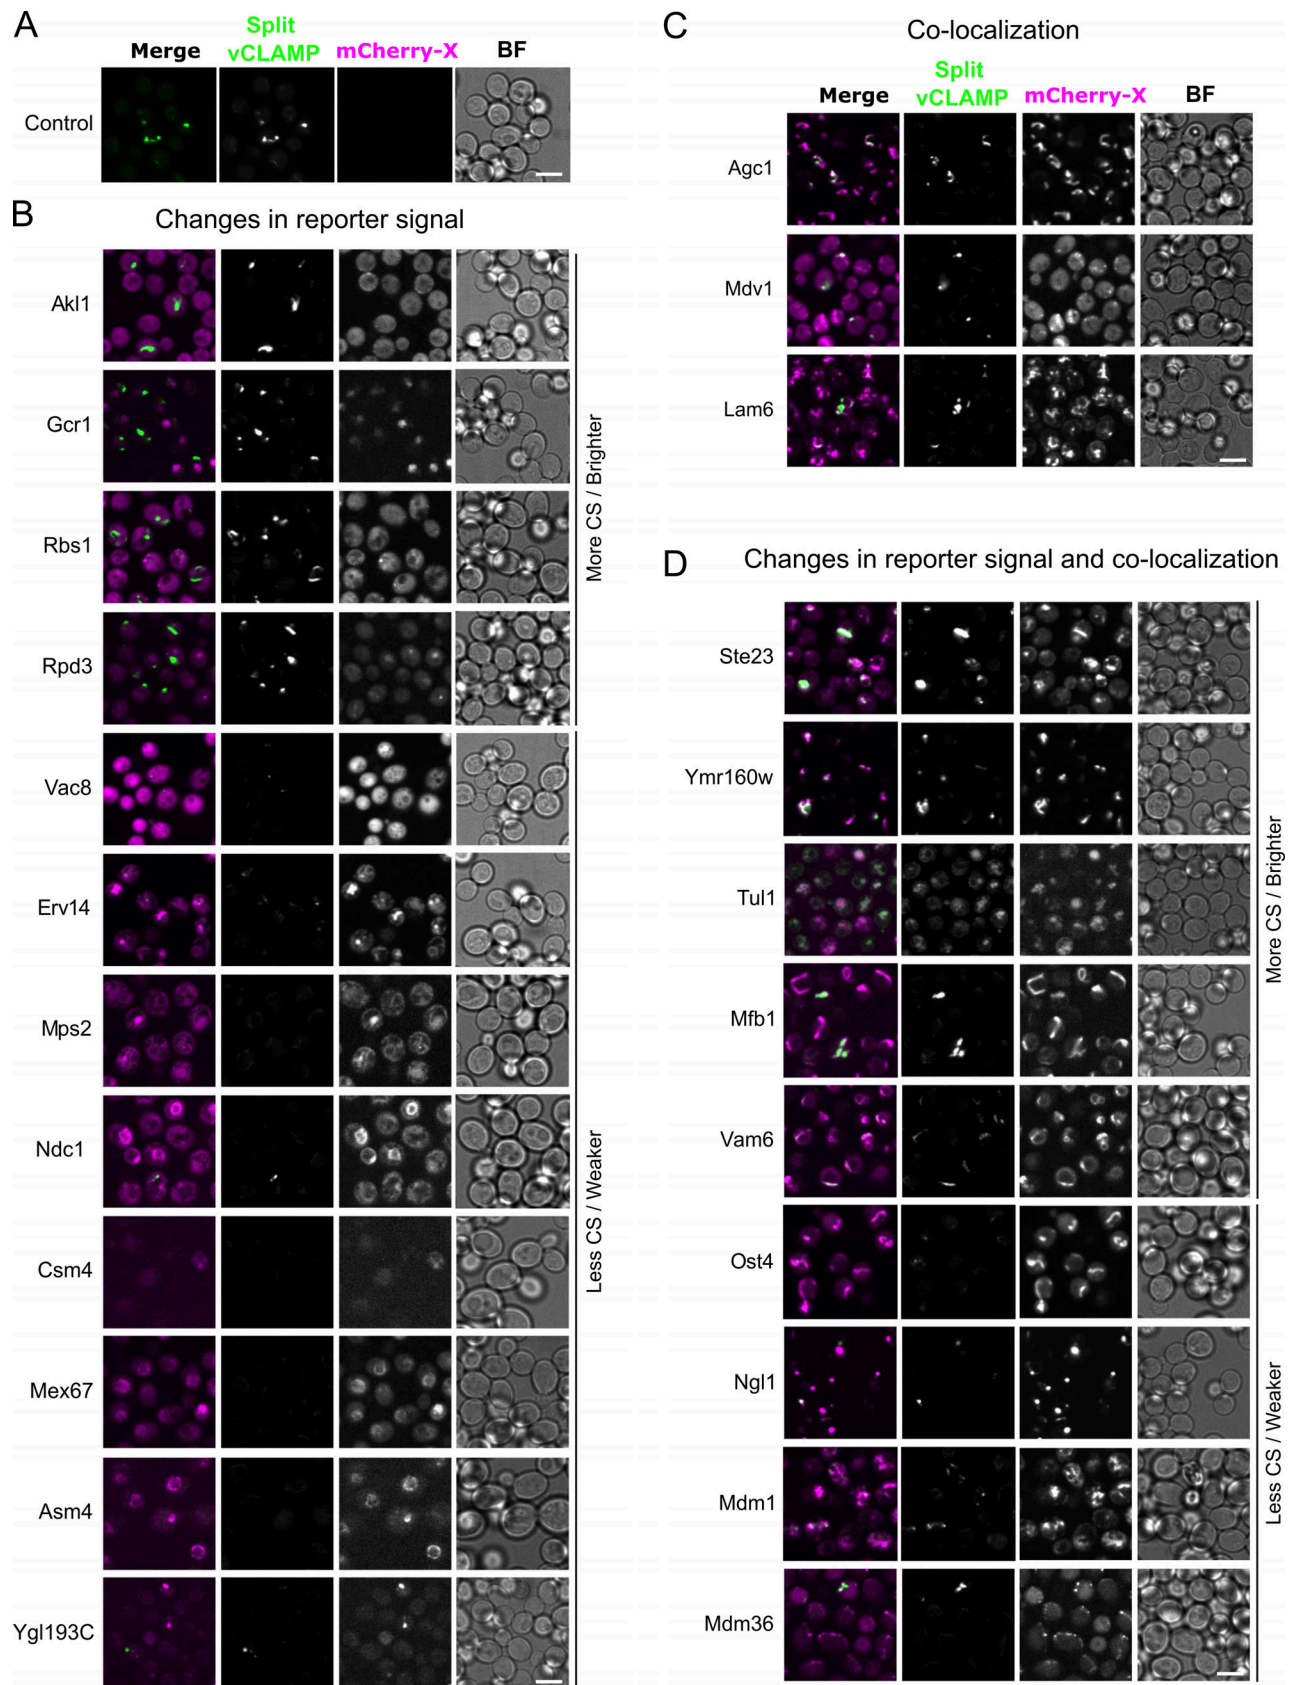 A
Split
Merge vCLAMP mCherry-X BF
Control
B Changes in reporter signal
Akl1
Gcr1
Rbs1
Rpd3
More CS / Brighter
Vac8
Erv14
Mps2
Ndc1
Csm4
Mex67
Asm4
Ygl193C
Less CS / Weaker
C Co-localization
Split
Merge vCLAMP mCherry-X BF
Agc1
Mdv1
Lam6
D Changes in reporter signal and co-localization
Ste23
Ymr160w
Tul1
Mfb1
Vam6
More CS / Brighter
Ost4
Ngl1
Mdm1
Mdm36
Less CS / Weaker